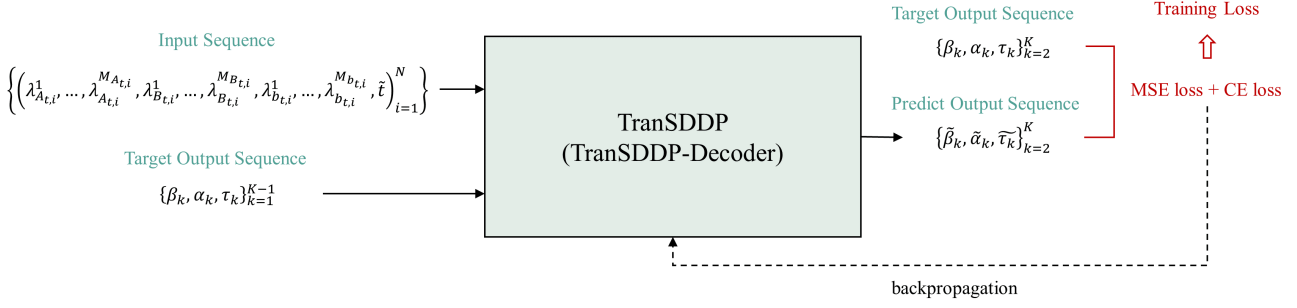 Input Sequence
{(λ^1_{A_{t,i}}, …, λ^{M_{A_{t,i}}}_{A_{t,i}}, λ^1_{B_{t,i}}, …, λ^{M_{B_{t,i}}}_{B_{t,i}}, λ^1_{b_{t,i}}, …, λ^{M_{b_{t,i}}}_{b_{t,i}}, t̃)^N_{i=1}}
Target Output Sequence
{β_k, α_k, τ_k}^{K-1}_{k=1}
TranSDDP
(TranSDDP-Decoder)
Target Output Sequence
{β_k, α_k, τ_k}^K_{k=2}
Predict Output Sequence
{β̃_k, α̃_k, τ̃_k}^K_{k=2}
Training Loss
MSE loss + CE loss
backpropagation